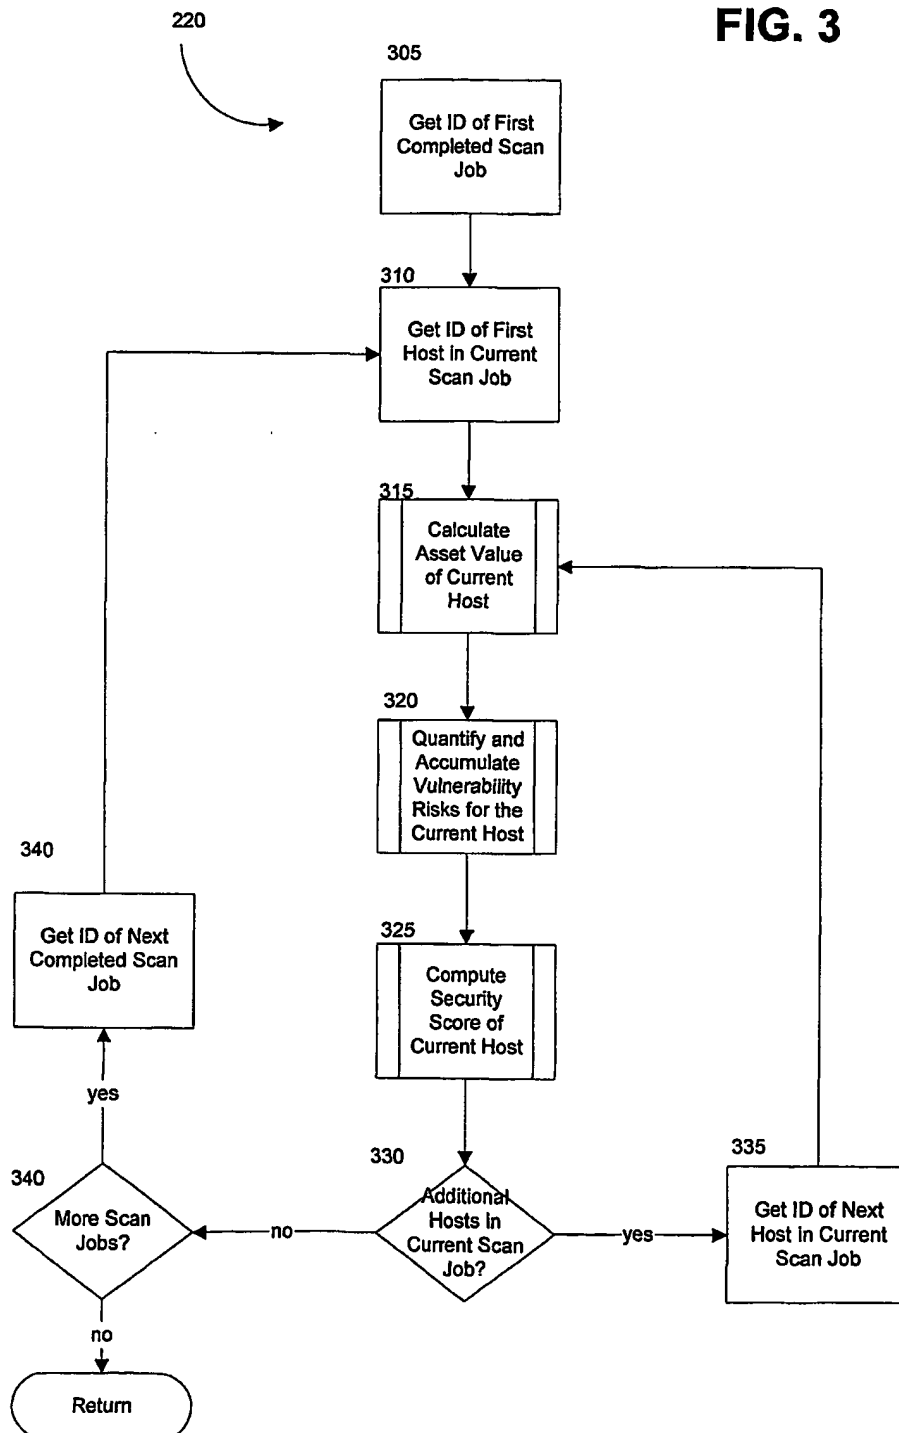 FIG. 3
220
305
Get ID of First
Completed Scan
Job
310
Get ID of First
Host in Current
Scan Job
315
Calculate
Asset Value
of Current
Host
320
Quantify and
Accumulate
Vulnerability
Risks for the
Current Host
325
Compute
Security
Score of
Current Host
330
Additional
Hosts in
Current Scan
Job?
yes
335
Get ID of Next
Host in Current
Scan Job
no
340
More Scan
Jobs?
yes
340
Get ID of Next
Completed Scan
Job
no
Return